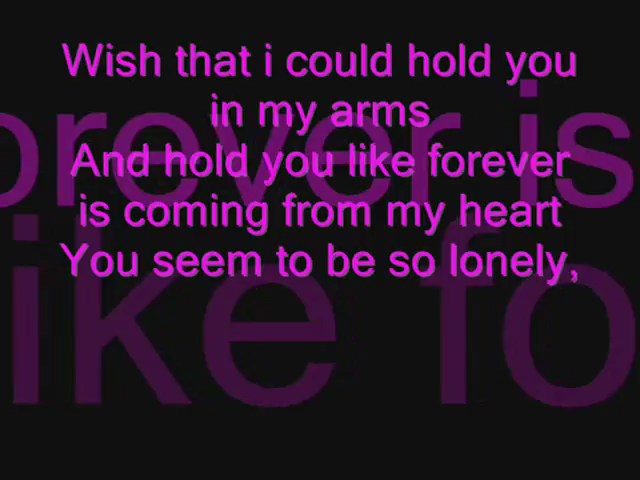 Wish that i could hold you
in my arms
And hold you like forever
is coming from my heart
You seem to be so lonely,
orever is
like fo